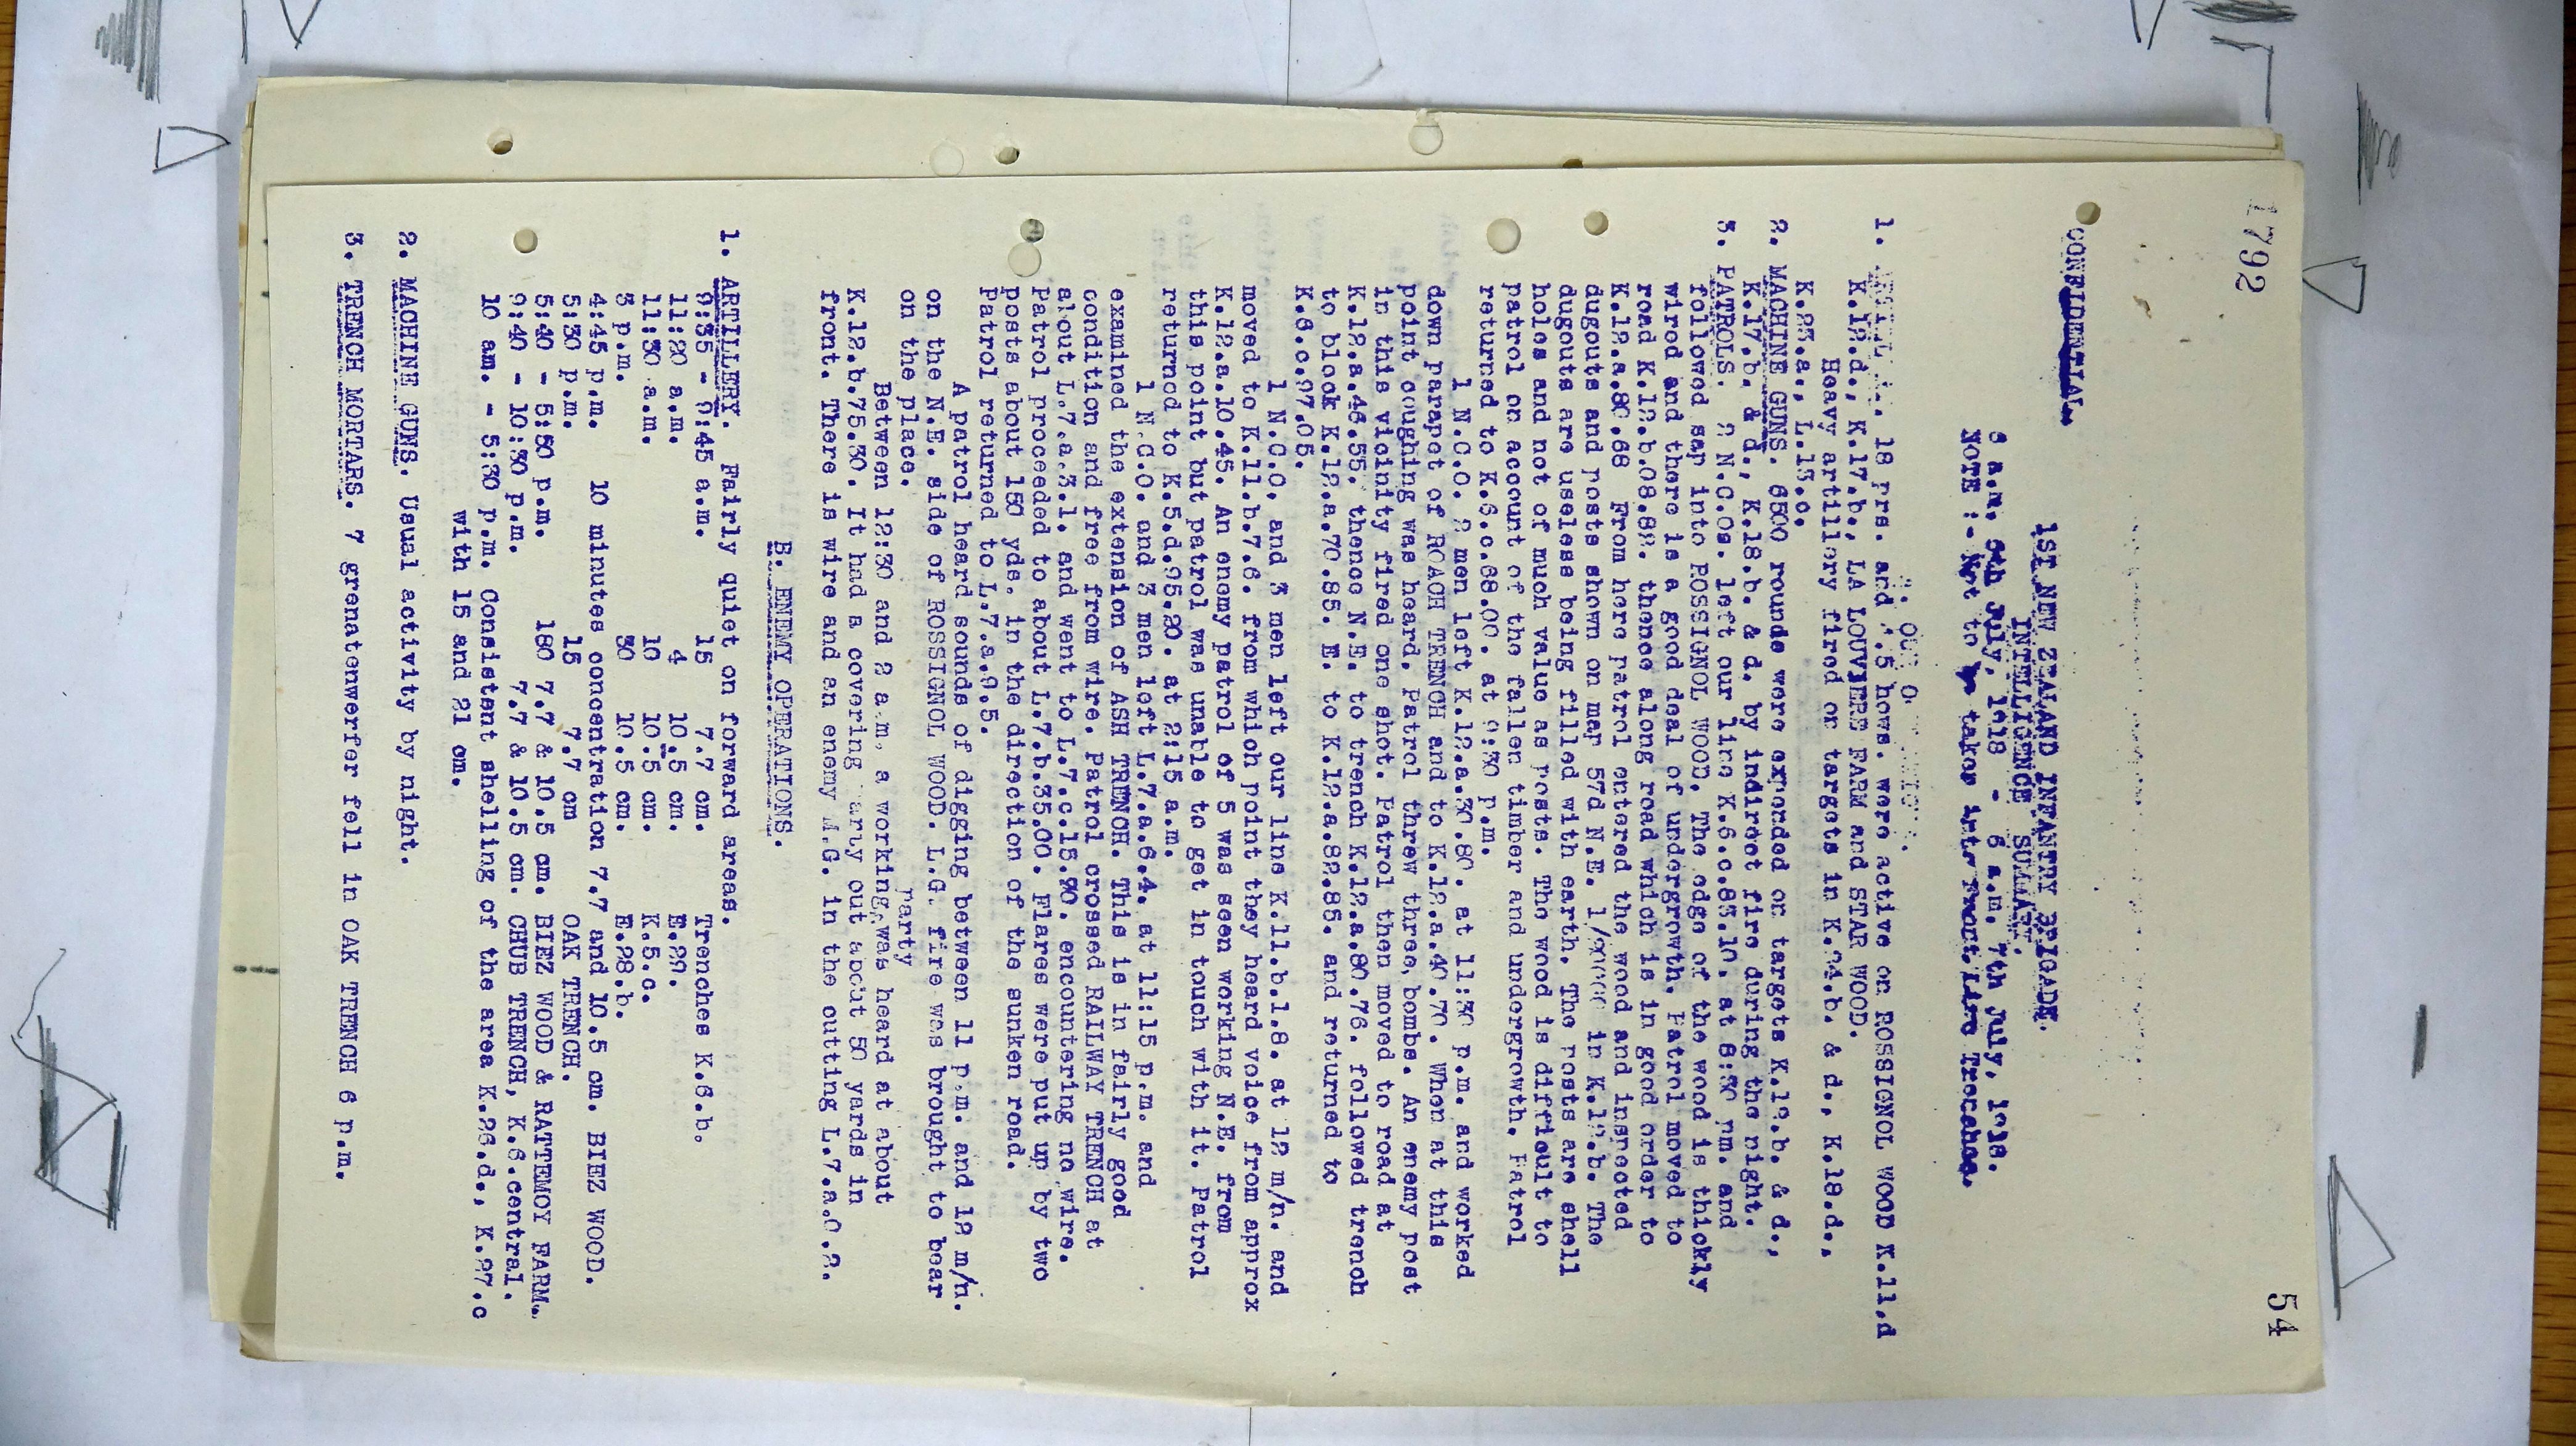 1792
54
CONFIDENTIAL.
1ST NEW ZEALAND INFANTRY BRIGADE.
INTELLIGENCE SUMMARY.
6 a.m. 6th July, 1918 - 6 a.m. 7th July, 1918.
NOTE :- Not to be taken into Front Line Trenches.
1. 18 prs. and 4.5 hows. were active on ROSSIGNOL WOOD K.11.d
K.12.d., K.17.b., LA LOUVIERE FARM and STAR WOOD.
Heavy artillery fired on targets in K.24.b. & d., K.18.d.,
K.23.a., L.13.c.
2. MACHINE GUNS. 6500 rounds were expended on targets K.12.b. & d.,
K.17.b. & d., K.18.b. & d. by indirect fire during the night.
3. PATROLS. 2 N.C.Os. left our line K.6.c.83.10. at 8:30 pm. and
followed sap into ROSSIGNOL WOOD. The edge of the wood is thickly
wired and there is a good deal of undergrowth. Patrol moved to
road K.12.b.08.88. thence along road which is in good order to
K.12.a.80.68 From here patrol entered the wood and inspected
dugouts and posts shown on map 57d N.E. 1/20000 in K.12.b. The
dugouts are useless being filled with earth. The posts are shell
holes and not of much value as posts. The wood is difficult to
patrol on account of the fallen timber and undergrowth. Patrol
returned to K.6.c.68.00. at 9:30 p.m.
1 N.C.O. 2 men left K.12.a.30.80. at 11:30 p.m. and worked
down parapet of ROACH TRENCH and to K.12.a.40.70. When at this
point coughing was heard. Patrol threw three bombs. An enemy post
in this vicinity fired one shot. Patrol then moved to road at
K.12.a.46.55. thence N.E. to trench K.12.a.80.76. followed trench
to block K.12.a.70.85. E. to K.12.a.82.85. and returned to
K.6.c.97.05.
1 N.C.O. and 3 men left our line K.11.b.1.8. at 12 m/n. and
moved to K.11.b.7.6. from which point they heard voice from approx
K.12.a.10.45. An enemy patrol of 5 was seen working N.E. from
this point but patrol was unable to get in touch with it. Patrol
returned to K.5.d.95.20. at 2:15 a.m.
1 N.C.O. and 3 men left L.7.a.6.4. at 11:15 p.m. and
examined the extension of ASH TRENCH. This is in fairly good
condition and free from wire. Patrol crossed RAILWAY TRENCH at
about L.7.a.3.1. and went to L.7.c.15.90. encountering no wire.
Patrol proceeded to about L.7.b.35.00. Flares were put up by two
posts about 150 yds. in the direction of the sunken road.
Patrol returned to L.7.a.9.5.
A patrol heard sounds of digging between 11 p.m. and 12 m/n.
on the N.E. side of ROSSIGNOL WOOD. L.G. fire was brought to bear
on the place.
party
Between 12:30 and 2 a.m. a working was heard at about
K.12.b.75.30. It had a covering party out about 50 yards in
front. There is wire and an enemy M.G. in the cutting L.7.a.0.2.
B. ENEMY OPERATIONS.
1. ARTILLERY. Fairly quiet on forward areas.
9:35 - 9:45 a.m. 15 7.7 cm. Trenches K.6.b.
11:20 a.m. 4 10.5 cm. E.29.
11:30 a.m. 10 10.5 cm. K.5.c.
3 p.m. 30 10.5 cm. E.28.b.
4:45 p.m. 10 minutes concentration 7.7 and 10.5 cm. BIEZ WOOD.
5:30 p.m. 15 7.7 cm OAK TRENCH.
5:40 - 5:50 p.m. 180 7.7 & 10.5 cm. BIEZ WOOD & RATTEMOY FARM.
9:40 - 10:30 p.m. 7.7 & 10.5 cm. CHUB TRENCH, K.6.central.
10 am. - 5:30 p.m. Consistent shelling of the area K.26.d., K.27.c
with 15 and 21 cm.
2. MACHINE GUNS. Usual activity by night.
3. TRENCH MORTARS. 7 grenatenwerfer fell in OAK TRENCH 6 p.m.